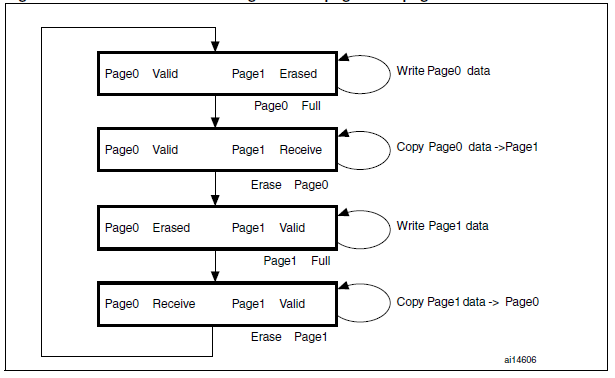 Page0 Valid Page1 Erased
Write Page0 data
Page0 Full
Page0 Valid Page1 Receive
Copy Page0 data ->Page1
Erase Page0
Page0 Erased Page1 Valid
Write Page1 data
Page1 Full
Page0 Receive Page1 Valid
Copy Page1 data -> Page0
Erase Page1
ai14606